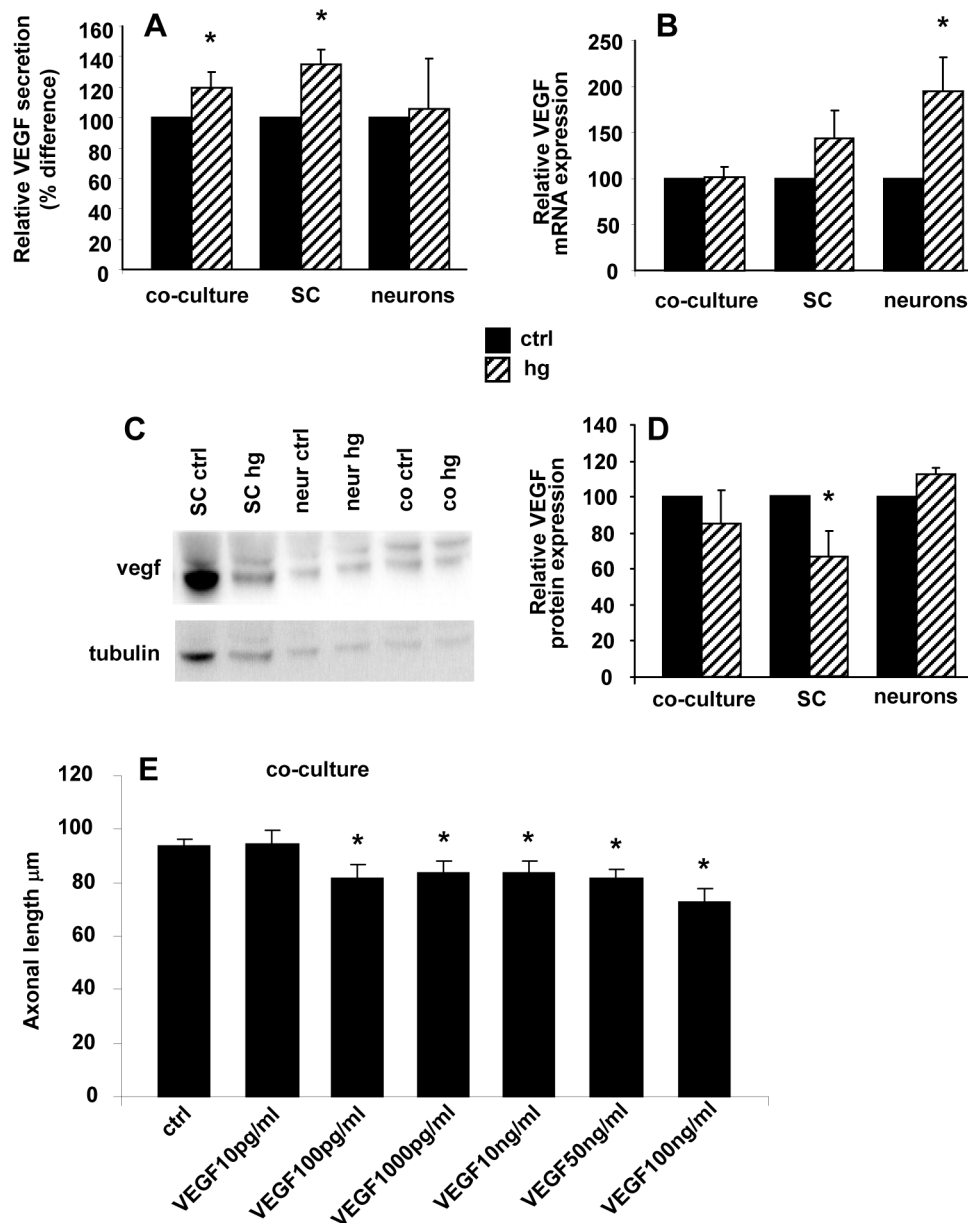 A
Relative VEGF secretion
(% difference)
160
140
120
100
80
60
40
20
0
*
*
co-culture
SC
neurons
B
Relative VEGF
mRNA expression
250
200
150
100
50
0
*
co-culture
SC
neurons
ctrl
hg
C
SC ctrl
SC hg
neur ctrl
neur hg
co ctrl
co hg
vegf
tubulin
D
Relative VEGF
protein expression
140
120
100
80
60
40
20
0
*
co-culture
SC
neurons
E
co-culture
Axonal length μm
120
100
80
60
40
20
0
*
*
*
*
*
ctrl
VEGF10pg/ml
VEGF100pg/ml
VEGF1000pg/ml
VEGF10ng/ml
VEGF50ng/ml
VEGF100ng/ml